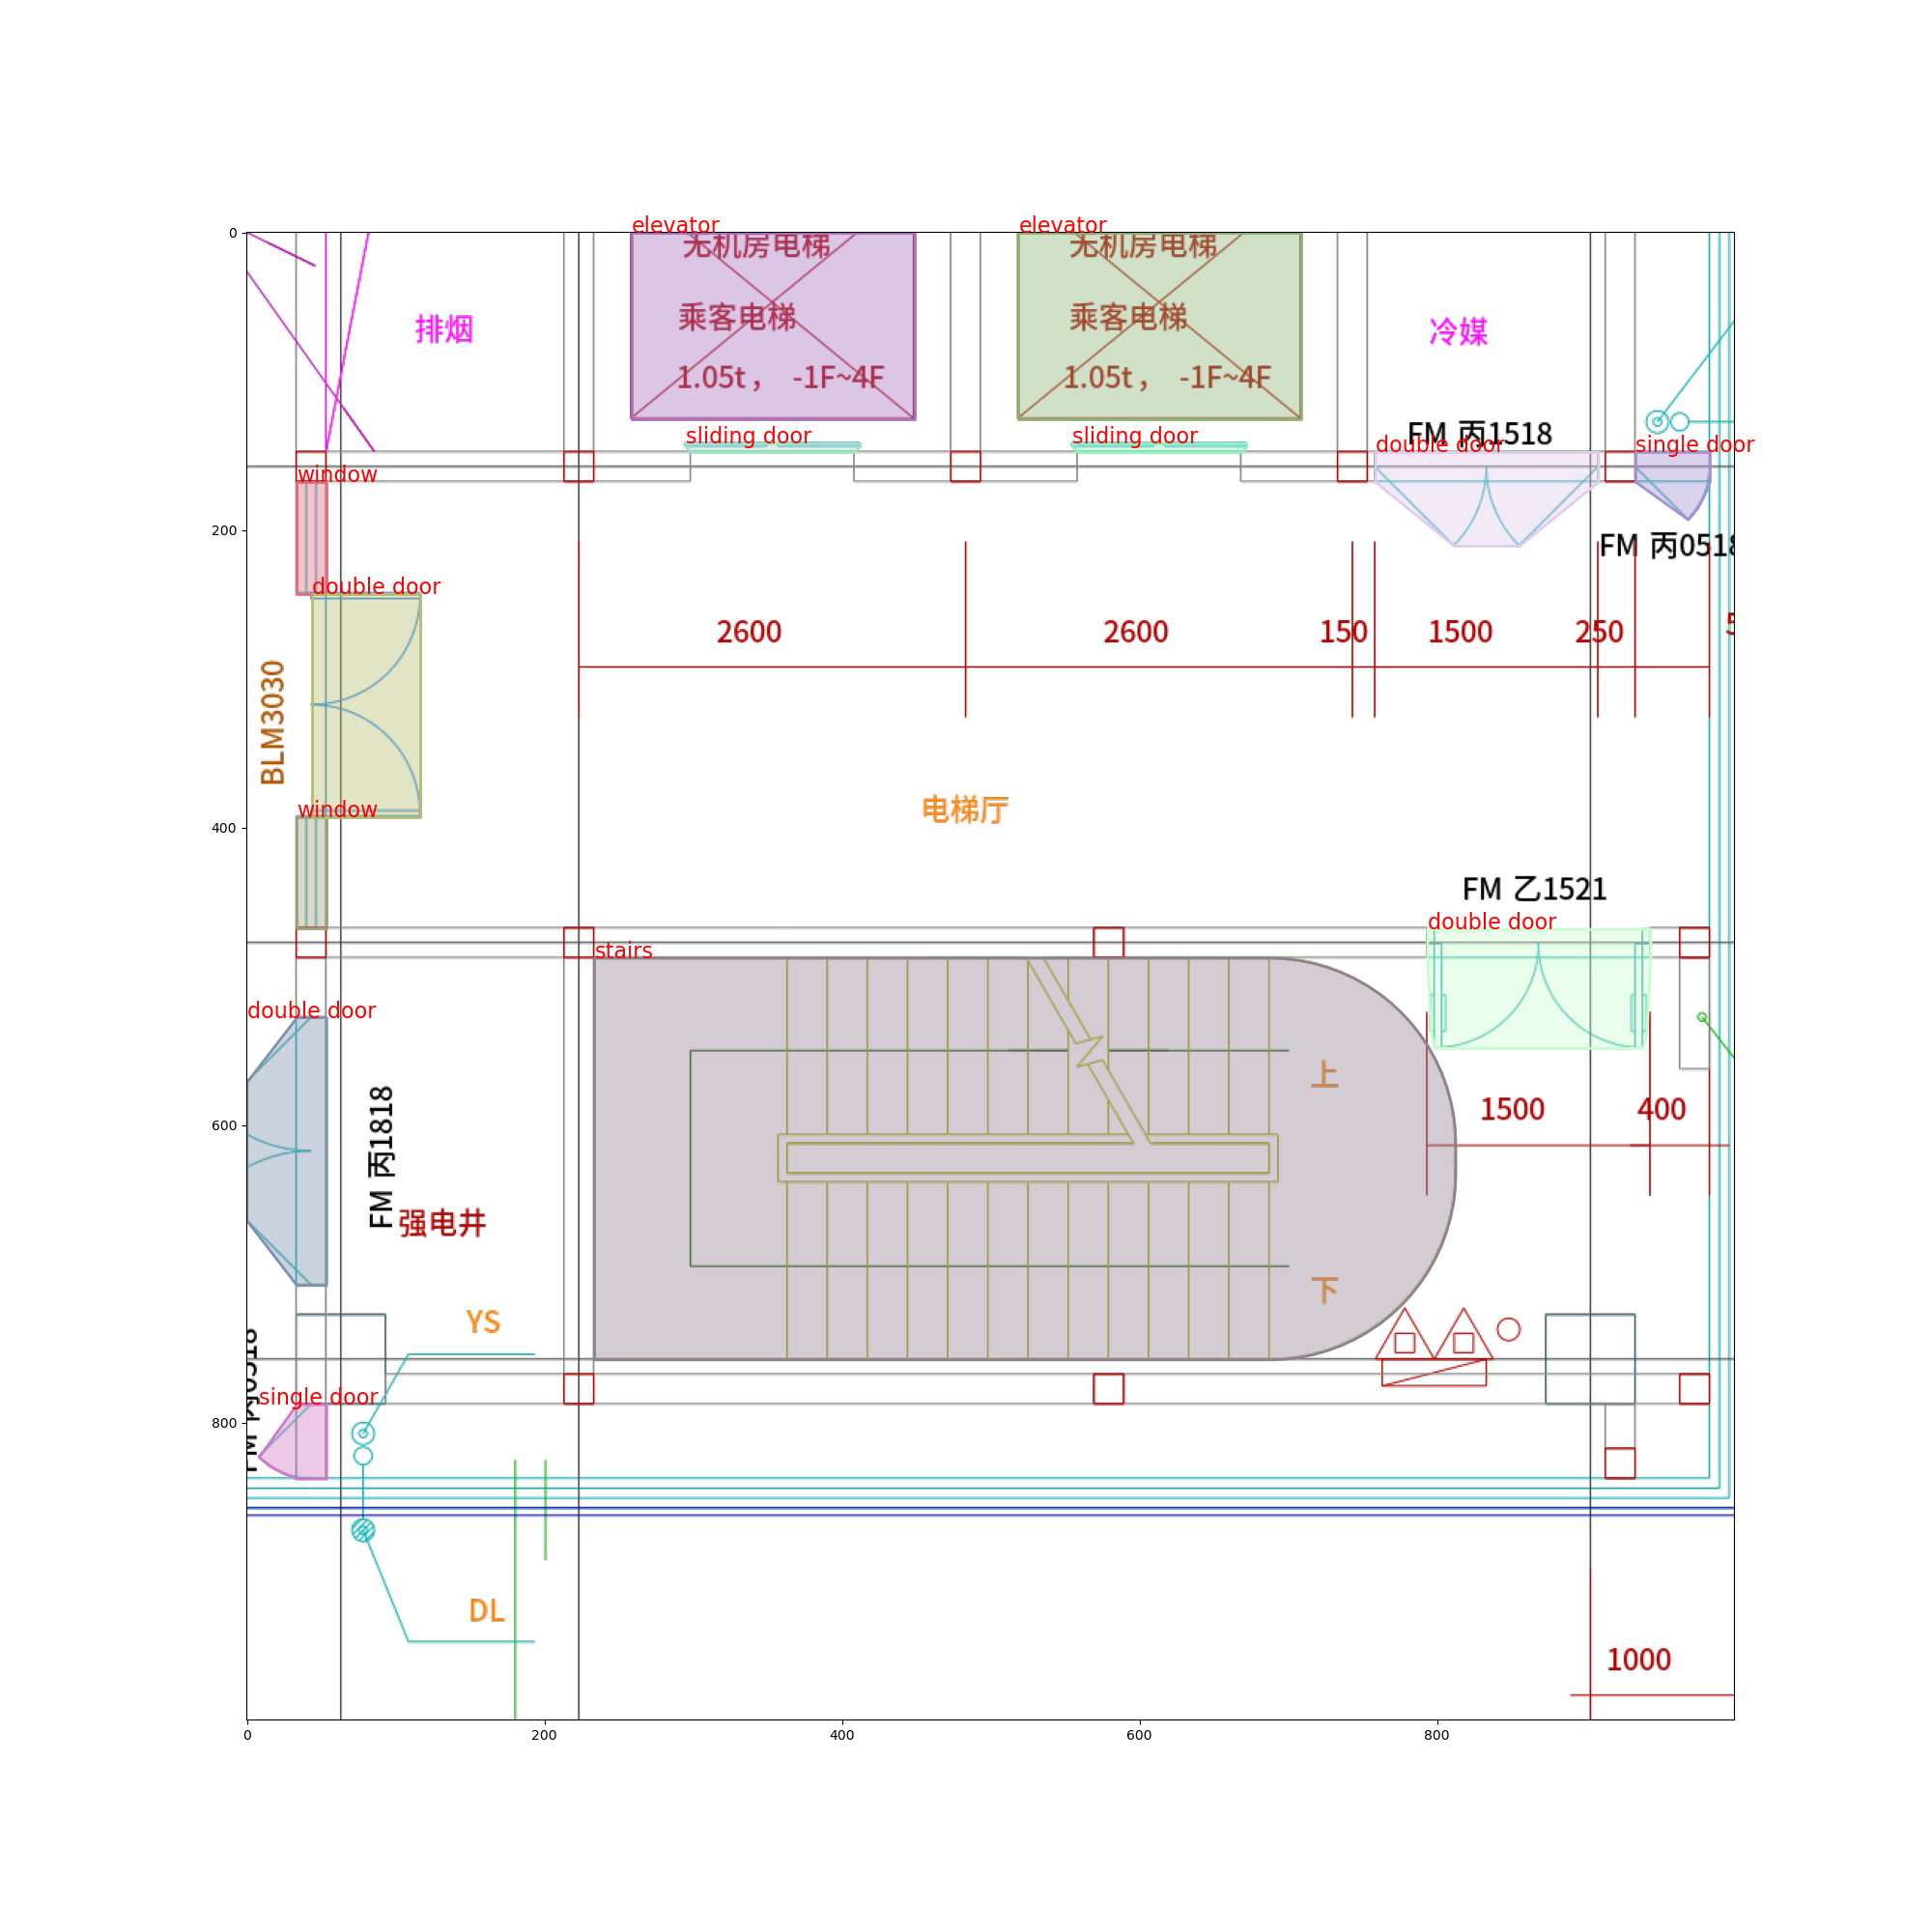 elevator
elevator
0
无机房电梯
无机房电梯
乘客电梯
乘客电梯
排烟
冷媒
1.05t， -1F~4F
1.05t， -1F~4F
sliding door
sliding door
FM 丙1518
double door
single door
window
200
FM 丙0518
double door
2600
2600
150
1500
250
BLM3030
window
电梯厅
400
FM 乙1521
double door
stairs
double door
上
1500
400
600
FM 丙1818
强电井
下
YS
single door
FM 丙0518
800
DL
1000
0
200
400
600
800